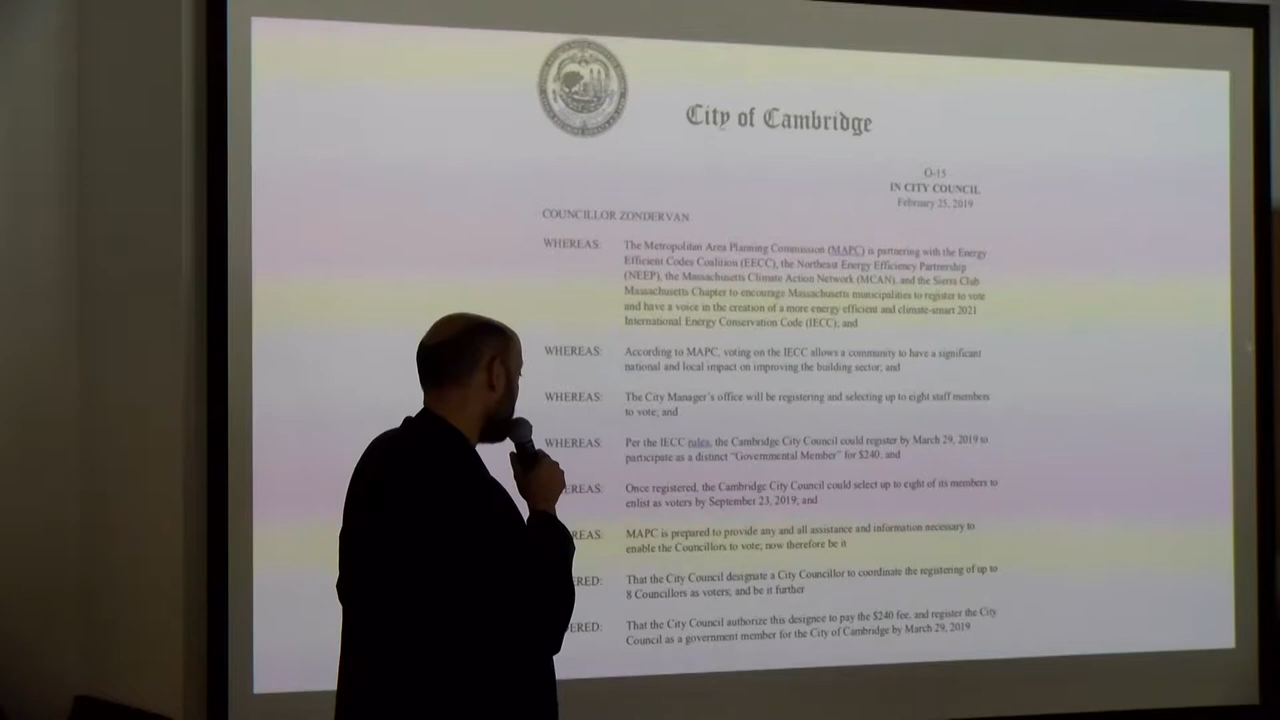 City of Cambridge
O-15
IN CITY COUNCIL
February 25, 2019
COUNCILLOR ZONDERVAN
WHEREAS: The Metropolitan Area Planning Commission (MAPC) is partnering with the Energy
Efficient Codes Coalition (EECC), the Northeast Energy Efficiency Partnership
(NEEP), the Massachusetts Climate Action Network (MCAN), and the Sierra Club
Massachusetts Chapter to encourage Massachusetts municipalities to register to vote
and have a voice in the creation of a more energy efficient and climate-smart 2021
International Energy Conservation Code (IECC); and
WHEREAS: According to MAPC, voting on the IECC allows a community to have a significant
national and local impact on improving the building sector; and
WHEREAS: The City Manager's office will be registering and selecting up to eight staff members
to vote; and
WHEREAS: Per the IECC rules, the Cambridge City Council could register by March 29, 2019 to
participate as a distinct "Governmental Member" for $240; and
EREAS: Once registered, the Cambridge City Council could select up to eight of its members to
enlist as voters by September 23, 2019; and
REAS: MAPC is prepared to provide any and all assistance and information necessary to
enable the Councillors to vote; now therefore be it
RED: That the City Council designate a City Councillor to coordinate the registering of up to
8 Councillors as voters; and be it further
ERED: That the City Council authorize this designee to pay the $240 fee, and register the City
Council as a government member for the City of Cambridge by March 29, 2019